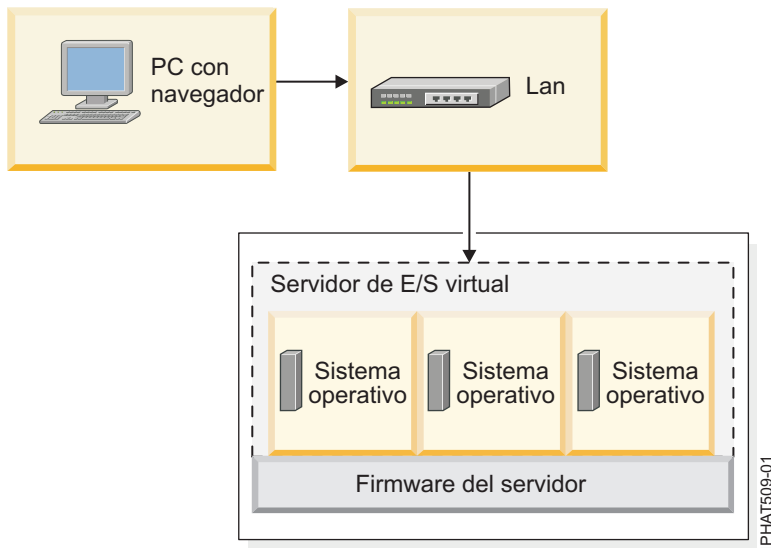 PC con
navegador
Lan
Servidor de E/S virtual
Sistema
operativo
Sistema
operativo
Sistema
operativo
Firmware del servidor
PHAT509-01